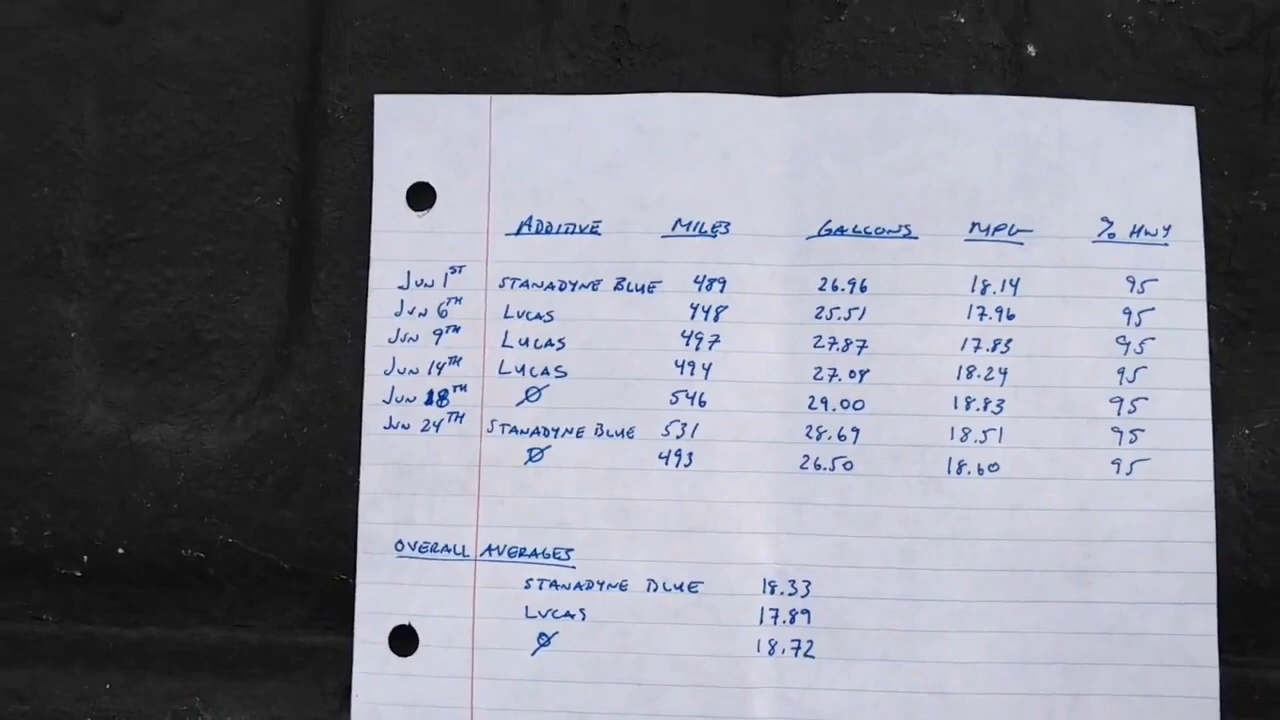 ADDITIVE MILES GALLONS MPG % HWY
JUN 1ST STANADYNE BLUE 489 26.96 18.14 95
JUN 6TH LUCAS 448 25.51 17.96 95
JUN 9TH LUCAS 497 27.87 17.83 95
JUN 14TH LUCAS 494 27.08 18.24 95
JUN 18TH Ø 546 29.00 18.83 95
JUN 24TH STANADYNE BLUE 531 28.69 18.51 95
Ø 493 26.50 18.60 95
OVERALL AVERAGES
STANADYNE BLUE 18.33
LUCAS 17.89
Ø 18.72